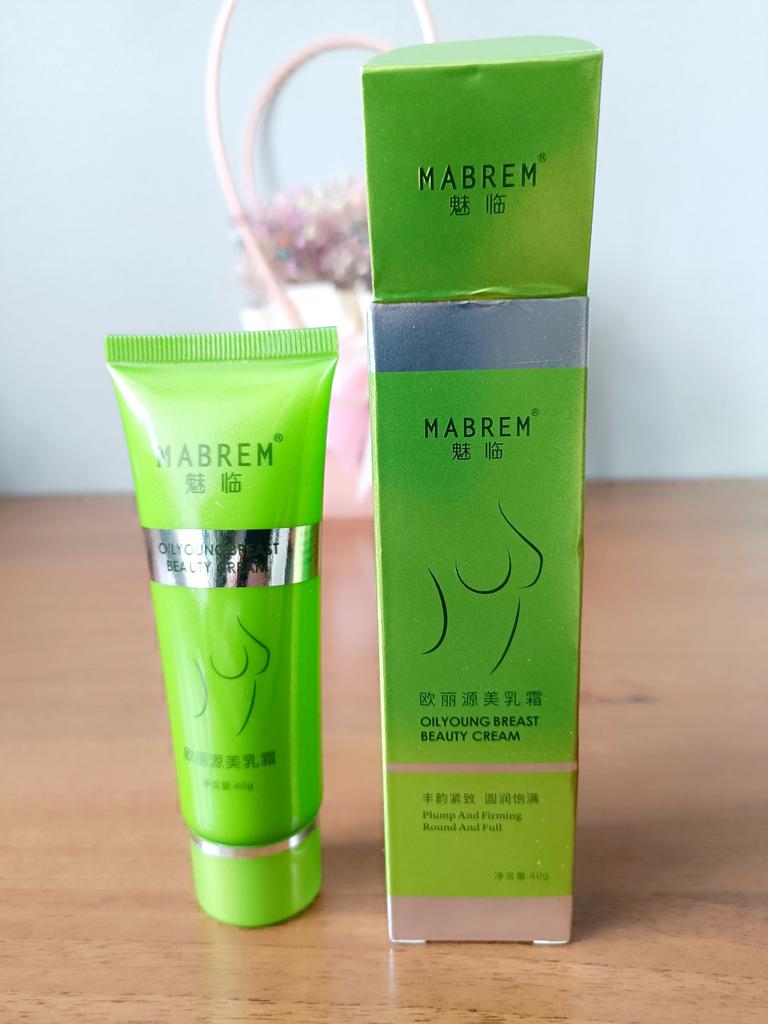 MABREM®
魅临
OILYOUNG BREAST
BEAUTY CREAM
欧丽源美乳霜
净含量:40g
MABREM®
魅临
MABREM®
魅临
欧丽源美乳霜
OILYOUNG BREAST
BEAUTY CREAM
丰韵紧致 圆润饱满
Plump And Firming
Round And Full
净含量:40g